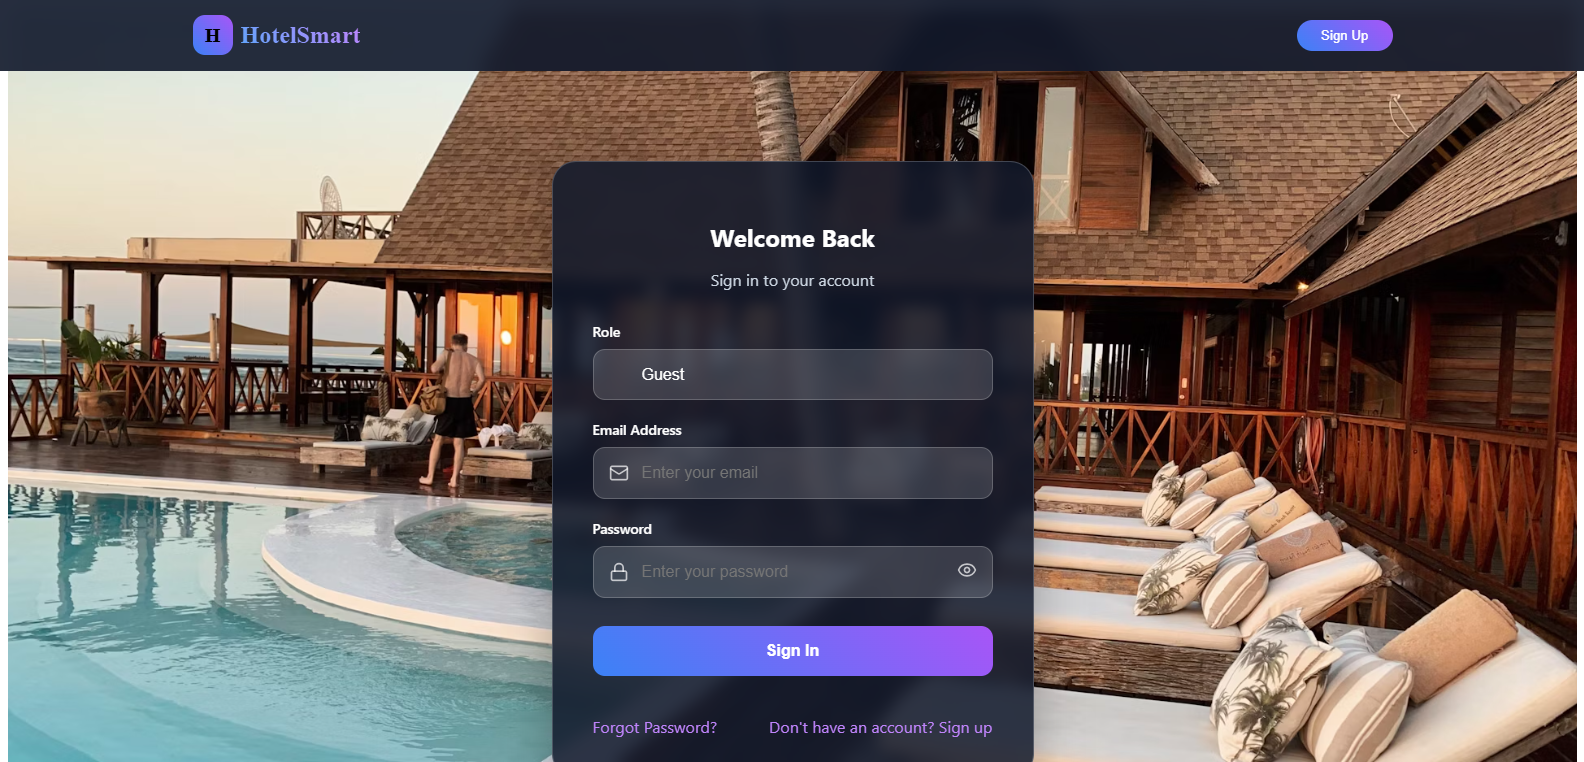 H HotelSmart
Sign Up
Welcome Back
Sign in to your account
Role
Guest
Email Address
Enter your email
Password
Enter your password
Sign In
Forgot Password? Don't have an account? Sign up